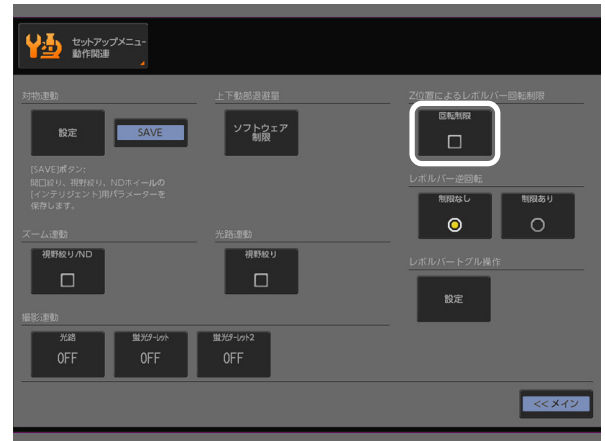 セットアップメニュー
動作関連
対物連動
設定
SAVE
[SAVE]ボタン:
開口絞り、視野絞り、NDホイールの
[インテリジェント]用パラメーターを
保存します。
上下動部退避量
ソフトウェア
制限
Z位置によるレボルバー回転制限
回転制限
レボルバー逆回転
制限なし
制限あり
ズーム連動
視野絞り/ND
光路連動
視野絞り
レボルバートグル操作
設定
撮影連動
光路
OFF
蛍光ターレット
OFF
蛍光ターレット2
OFF
<<メイン